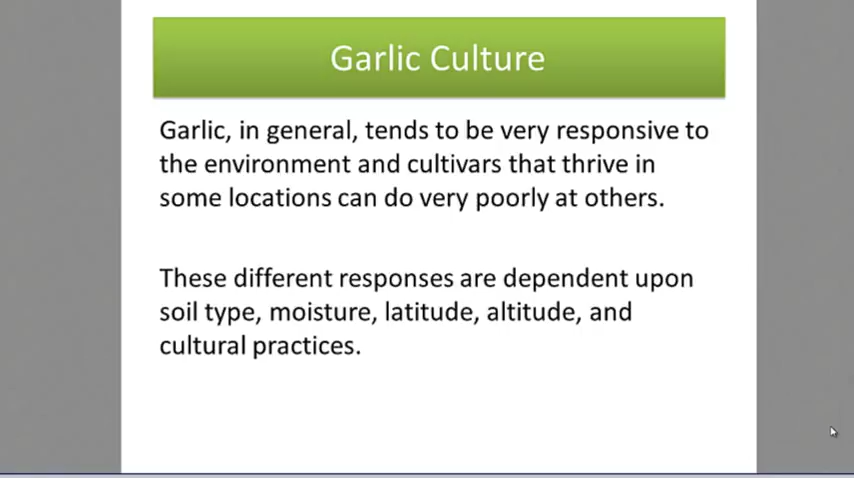 Garlic Culture
Garlic, in general, tends to be very responsive to
the environment and cultivars that thrive in
some locations can do very poorly at others.
These different responses are dependent upon
soil type, moisture, latitude, altitude, and
cultural practices.